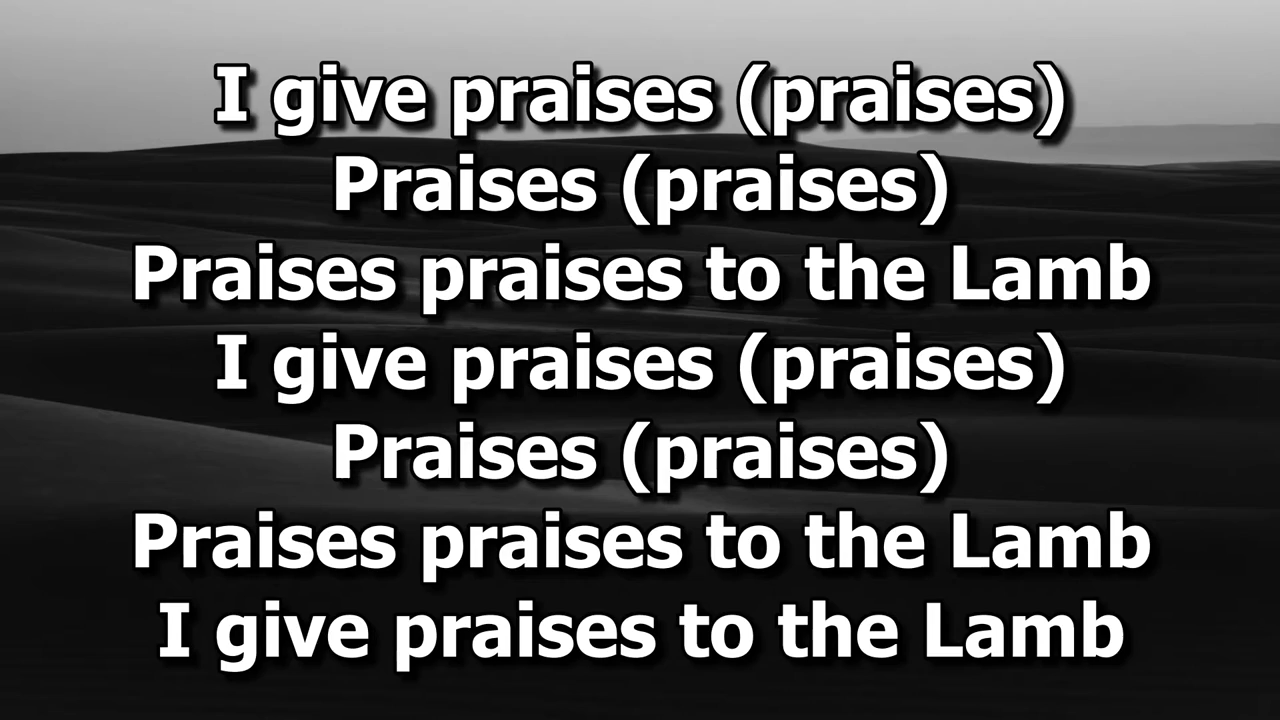 I give praises (praises)
Praises (praises)
Praises praises to the Lamb
I give praises (praises)
Praises (praises)
Praises praises to the Lamb
I give praises to the Lamb